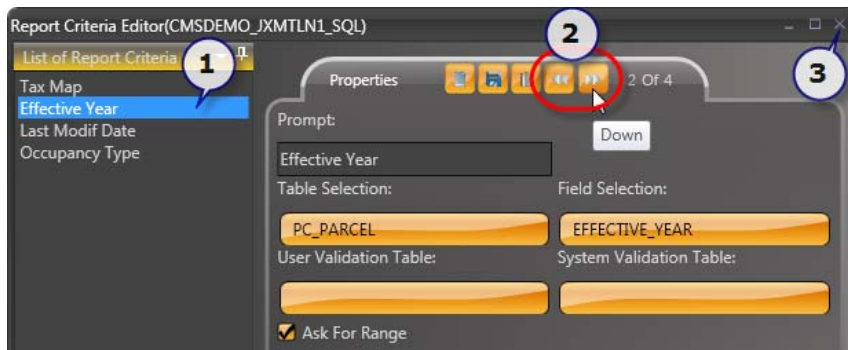 Report Criteria Editor(CMSDEMO_JXMTLN1_SQL)
List of Report Criteria
1
Tax Map
Effective Year
Last Modif Date
Occupancy Type
2
3
Properties
2 Of 4
Down
Prompt:
Effective Year
Table Selection:
Field Selection:
PC_PARCEL
EFFECTIVE_YEAR
User Validation Table:
System Validation Table:
Ask For Range